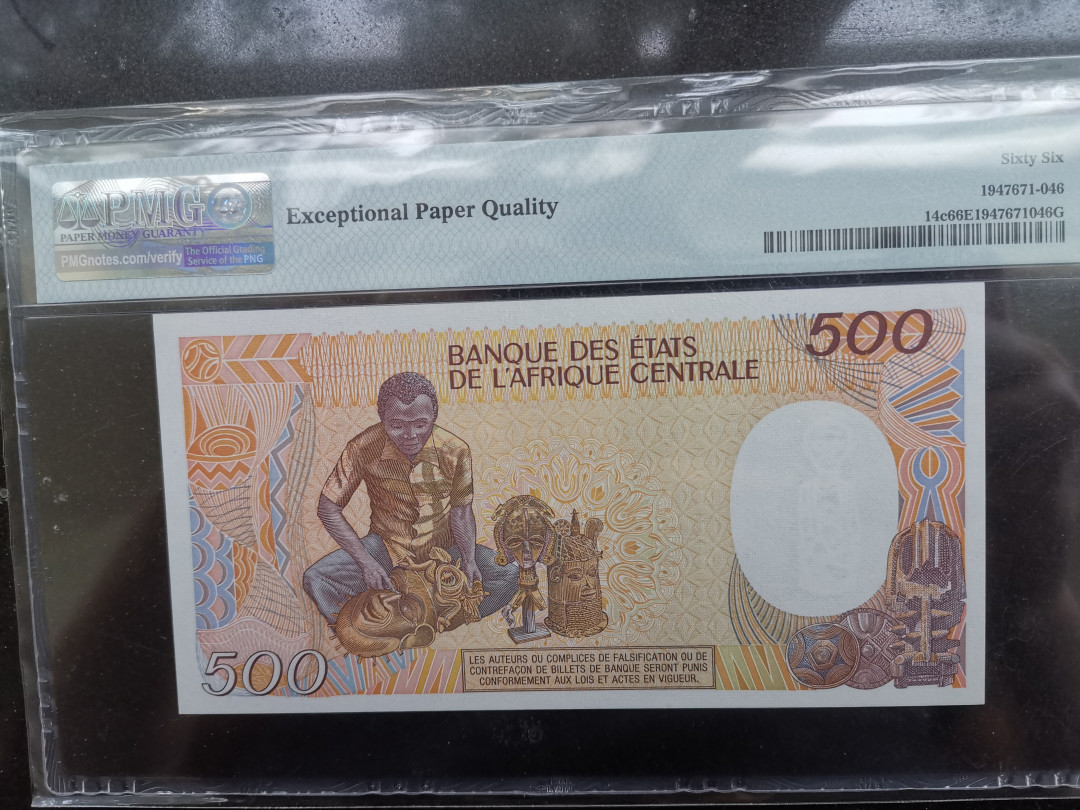 Sixty Six
PMG
PAPER MONEY GUARANTY
PMGnotes.com/verify
The Official Grading
Service of the PNG
Exceptional Paper Quality
1947671-046
14c66E1947671046G
500
BANQUE DES ÉTATS
DE L'AFRIQUE CENTRALE
500
LES AUTEURS OU COMPLICES DE FALSIFICATION OU DE
CONTREFAÇON DE BILLETS DE BANQUE SERONT PUNIS
CONFORMEMENT AUX LOIS ET ACTES EN VIGUEUR.